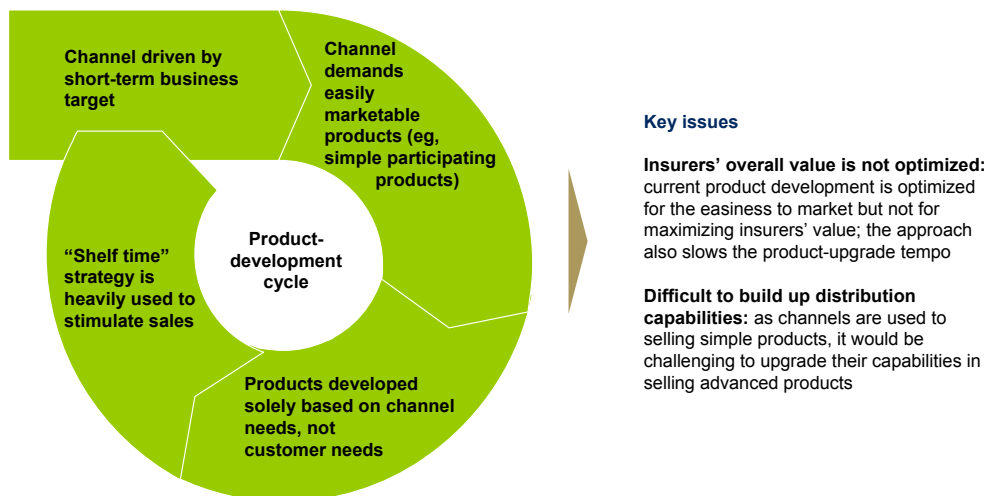 Channel driven by
short-term business
target
Channel
demands
easily
marketable
products (eg,
simple participating
products)
Products developed
solely based on channel
needs, not
customer needs
“Shelf time”
strategy is
heavily used to
stimulate sales
Product-
development
cycle
Key issues
Insurers’ overall value is not optimized:
current product development is optimized
for the easiness to market but not for
maximizing insurers’ value; the approach
also slows the product-upgrade tempo
Difficult to build up distribution
capabilities: as channels are used to
selling simple products, it would be
challenging to upgrade their capabilities in
selling advanced products